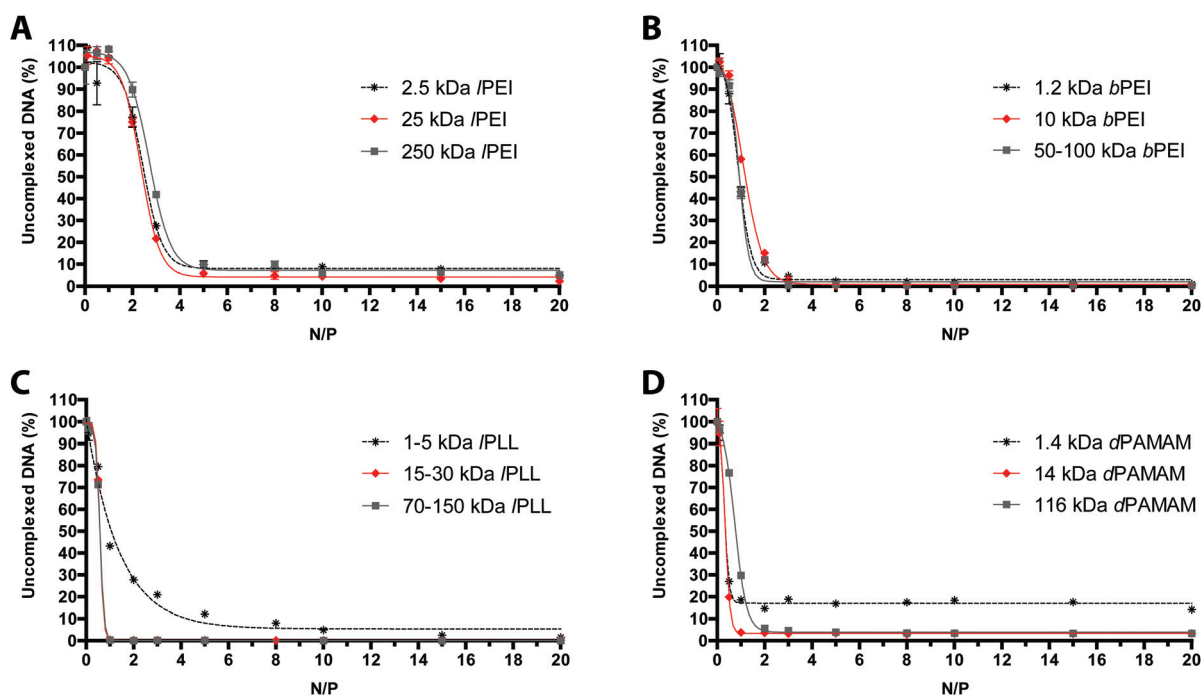 A
Uncomplexed DNA (%)
110
100
90
80
70
60
50
40
30
20
10
0
0 2 4 6 8 10 12 14 16 18 20
N/P
2.5 kDa lPEI
25 kDa lPEI
250 kDa lPEI
B
Uncomplexed DNA (%)
110
100
90
80
70
60
50
40
30
20
10
0
0 2 4 6 8 10 12 14 16 18 20
N/P
1.2 kDa bPEI
10 kDa bPEI
50-100 kDa bPEI
C
Uncomplexed DNA (%)
110
100
90
80
70
60
50
40
30
20
10
0
0 2 4 6 8 10 12 14 16 18 20
N/P
1-5 kDa lPLL
15-30 kDa lPLL
70-150 kDa lPLL
D
Uncomplexed DNA (%)
110
100
90
80
70
60
50
40
30
20
10
0
0 2 4 6 8 10 12 14 16 18 20
N/P
1.4 kDa dPAMAM
14 kDa dPAMAM
116 kDa dPAMAM